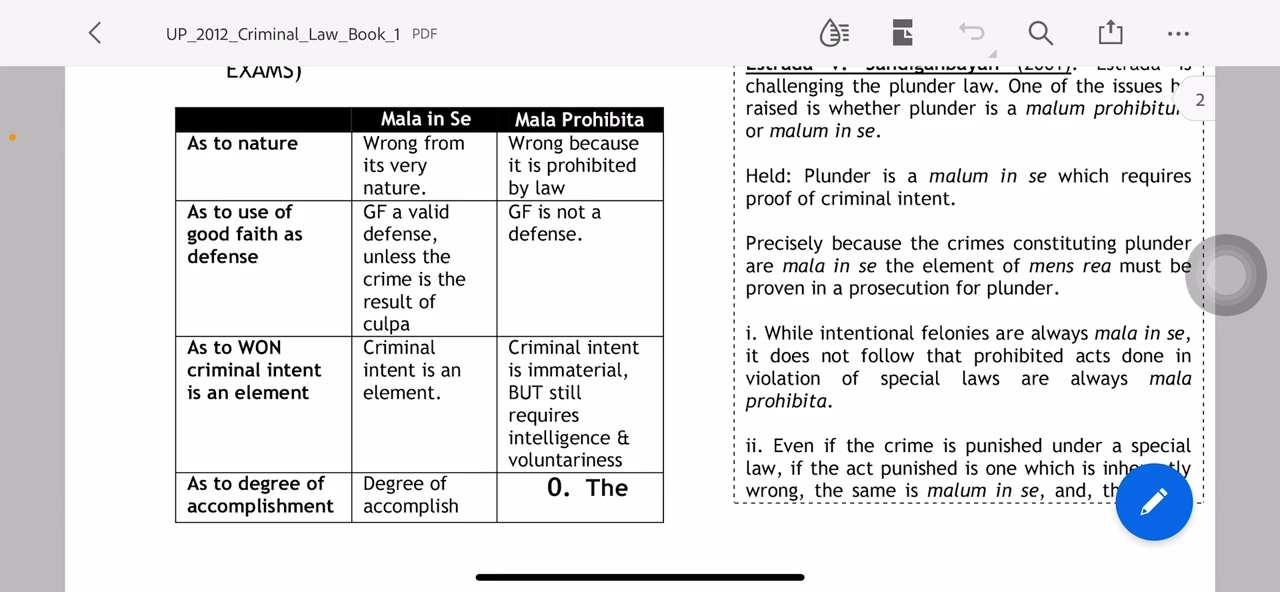 UP_2012_Criminal_Law_Book_1 PDF
EXAMS)
Mala in Se Mala Prohibita
As to nature
Wrong from
its very
nature.
Wrong because
it is prohibited
by law
As to use of
good faith as
defense
GF a valid
defense,
unless the
crime is the
result of
culpa
GF is not a
defense.
As to WON
criminal intent
is an element
Criminal
intent is an
element.
Criminal intent
is immaterial,
BUT still
requires
intelligence &
voluntariness
As to degree of
accomplishment
Degree of
accomplish
0. The
Estrada v. Sandiganbayan (2001): Estrada is
challenging the plunder law. One of the issues
raised is whether plunder is a malum
or malum in se.
Held: Plunder is a malum in se which requires
proof of criminal intent.
Precisely because the crimes constituting plunder
are mala in se the element of mens rea must be
proven in a prosecution for plunder.
i. While intentional felonies are always mala in se,
it does not follow that prohibited acts done in
violation of special laws are always mala
prohibita.
ii. Even if the crime is punished under a special
law, if the act punished is one which is
wrong, the same is malum in se, and,
2